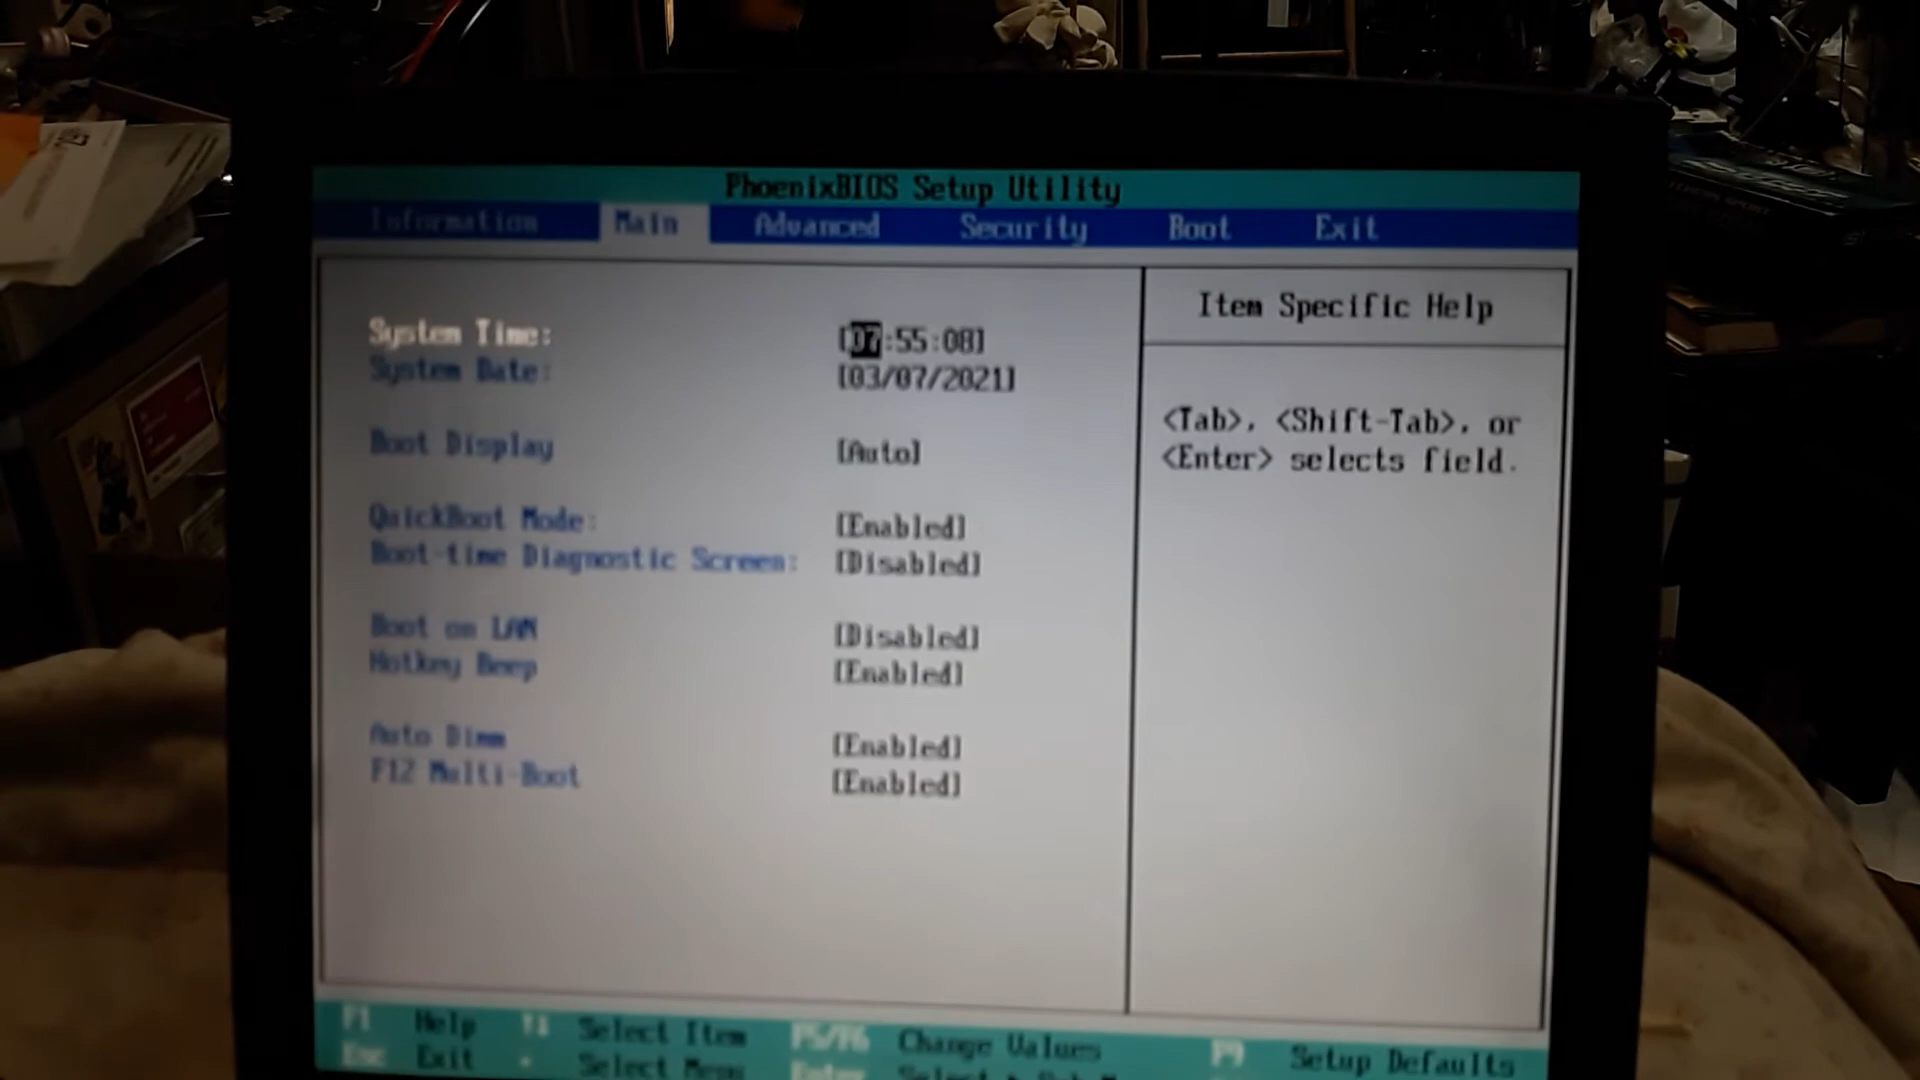 PhoenixBIOS Setup Utility
Information Main Advanced Security Boot Exit
System Time: [07:55:08]
System Date: [03/07/2021]
Boot Display [Auto]
QuickBoot Mode: [Enabled]
Boot-time Diagnostic Screen: [Disabled]
Boot on LAN [Disabled]
Hotkey Beep [Enabled]
Auto Dimm [Enabled]
F12 Multi-Boot [Enabled]
Item Specific Help
<Tab>, <Shift-Tab>, or
<Enter> selects field.
F1 Help ↑↓ Select Item F5/F6 Change Values F9 Setup Defaults
Esc Exit Select Menu Enter Select